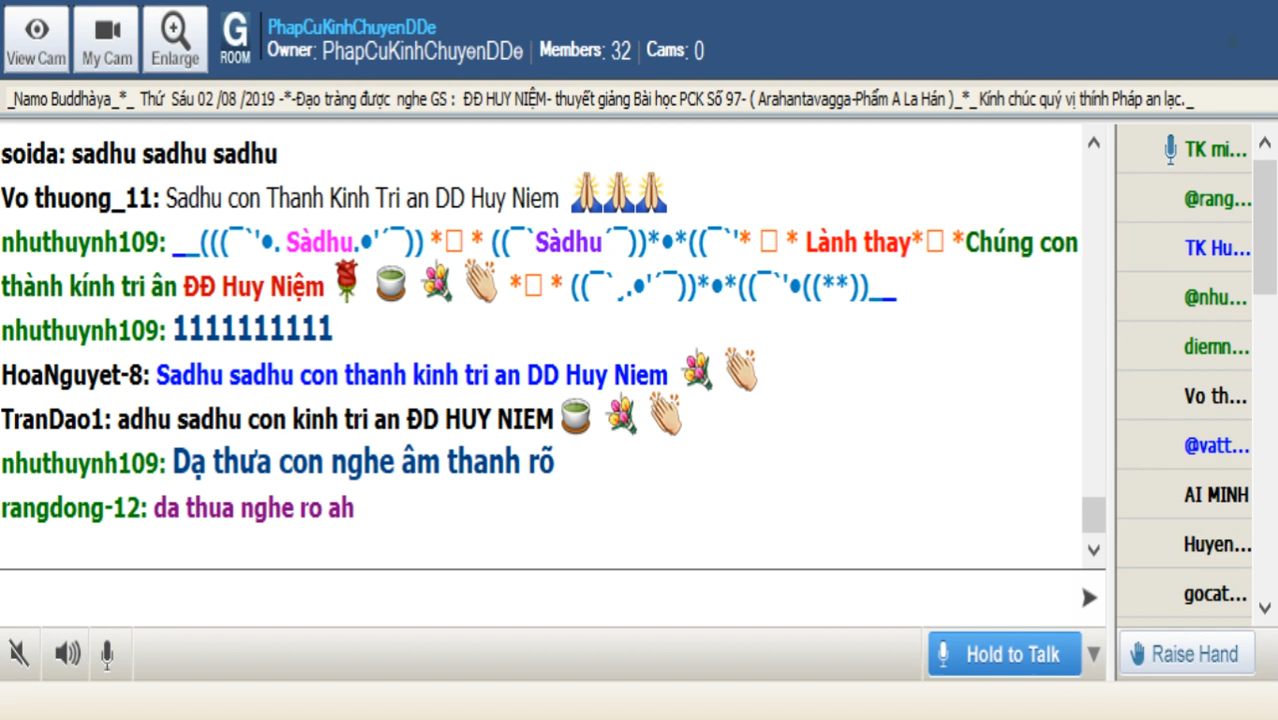 PhapCuKinhChuyenDDe
Owner: PhapCuKinhChuyenDDe | Members: 32 | Cams: 0
View Cam
My Cam
Enlarge
G
ROOM
_Namo Buddhàya_*_ Thứ Sáu 02 /08 /2019 -*-Đạo tràng được nghe GS : ĐĐ HUY NIỆM- thuyết giảng Bài học PCK Số 97- ( Arahantavagga-Phẩm A La Hán )_*_ Kính chúc quý vị thính Pháp an lạc._
soida: sadhu sadhu sadhu
Vo thuong_11: Sadhu con Thanh Kinh Tri an DD Huy Niem 🙏🙏🙏
nhuthuynh109: __(((¯`'•. Sàdhu.•'´¯)) *□ * ((¯`Sàdhu´¯))*•*((¯`'* □ * Lành thay*□ *Chúng con
thành kính tri ân ĐĐ Huy Niệm 🌹 🍵 💐 👏 *□ * ((¯`¸.•'´¯))*•*((¯`'•((**))__
nhuthuynh109: 1111111111
HoaNguyet-8: Sadhu sadhu con thanh kinh tri an DD Huy Niem 💐 👏
TranDao1: adhu sadhu con kinh tri an ĐD HUY NIEM 🍵 💐 👏
nhuthuynh109: Dạ thưa con nghe âm thanh rõ
rangdong-12: da thua nghe ro ah
TK mi...
@rang...
TK Hu...
@nhu...
diemn...
Vo th...
@vatt...
AI MINH
Huyen...
gocat...
Hold to Talk
Raise Hand